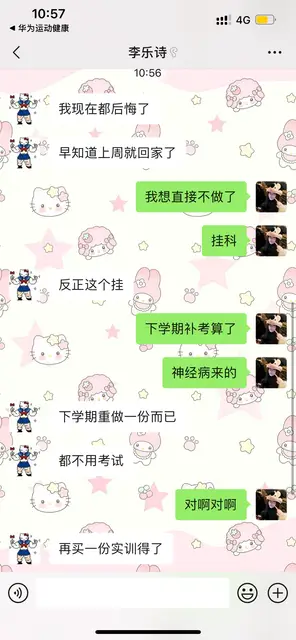 10:57
4G
华为运动健康
李乐诗
10:56
我现在都后悔了
早知道上周就回家了
我想直接不做了
挂科
反正这个挂
下学期补考算了
神经病来的
下学期重做一份而已
都不用考试
对啊对啊
再买一份实训得了